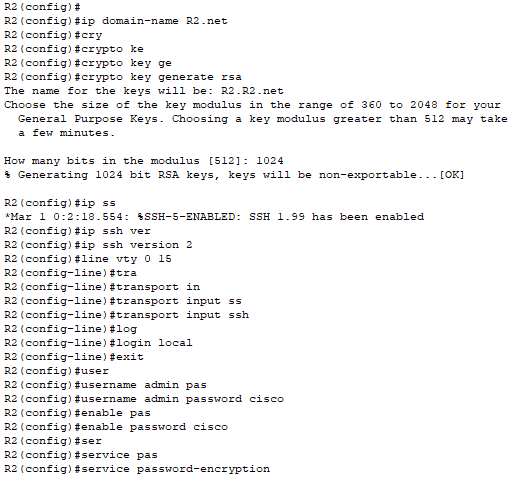 R2(config)#
R2(config)#ip domain-name R2.net
R2(config)#cry
R2(config)#crypto ke
R2(config)#crypto key ge
R2(config)#crypto key generate rsa
The name for the keys will be: R2.R2.net
Choose the size of the key modulus in the range of 360 to 2048 for your
  General Purpose Keys. Choosing a key modulus greater than 512 may take
  a few minutes.

How many bits in the modulus [512]: 1024
% Generating 1024 bit RSA keys, keys will be non-exportable...[OK]

R2(config)#ip ss
*Mar 1 0:2:18.554: %SSH-5-ENABLED: SSH 1.99 has been enabled
R2(config)#ip ssh ver
R2(config)#ip ssh version 2
R2(config)#line vty 0 15
R2(config-line)#tra
R2(config-line)#transport in
R2(config-line)#transport input ss
R2(config-line)#transport input ssh
R2(config-line)#log
R2(config-line)#login local
R2(config-line)#exit
R2(config)#user
R2(config)#username admin pas
R2(config)#username admin password cisco
R2(config)#enable pas
R2(config)#enable password cisco
R2(config)#ser
R2(config)#service pas
R2(config)#service password-encryption